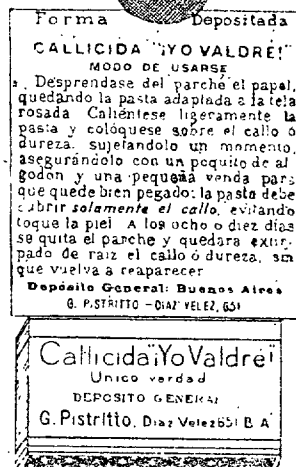 Forma Depositada
CALLICIDA "¡YO VALDRÉ!"
MODO DE USARSE
Despréndase del parche el papel,
quedando la pasta adaptada a la tela
rosada Caliéntese ligeramente la
pasta y colóquese sobre el callo ó
dureza, sujetándolo un momento,
asegurándolo con un poquito de al
godon y una pequeña venda para
que quede bien pegado: la pasta debe
cubrir solamente el callo, evitando
toque la piel A los ocho o diez dias
se quita el parche y quedara extir-
pado de raiz el callo ó dureza, sin
que vuelva a reaparecer
Depósito General: Buenos Aires
G. PISTRITTO - DIAZ VELEZ, 651
Callicida "¡Yo Valdré!"
Unico verdad
DEPOSITO GENERAL
G. Pistritto, Diaz Velez 651 B A